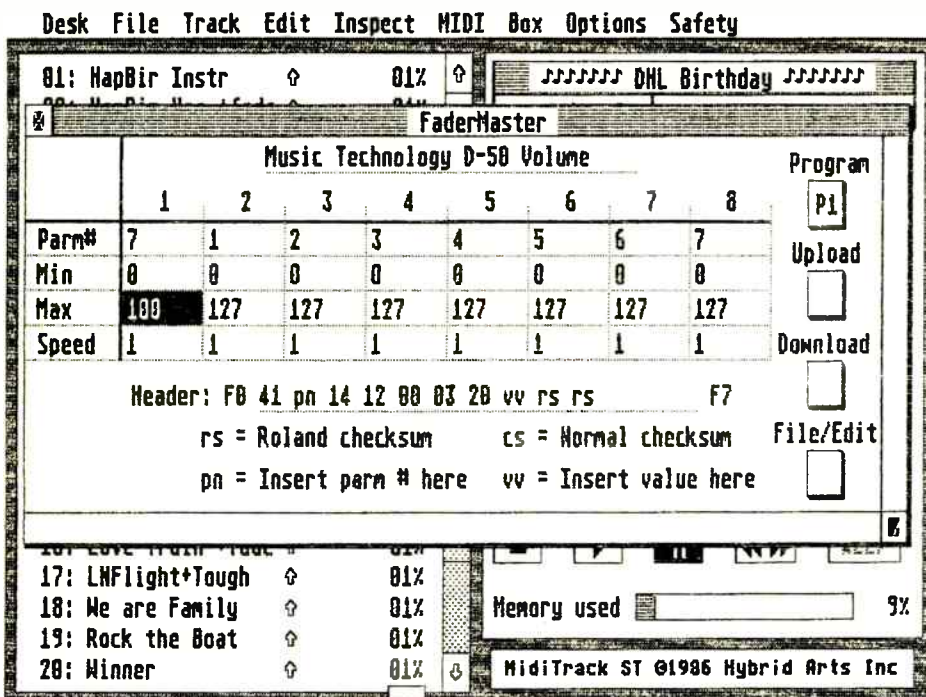 Desk File Track Edit Inspect MIDI Box Options Safety
01: HapBir Instr ⇧ 01%
♪♪♪♪♪♪♪ DHL Birthday ♪♪♪♪♪♪♪
FaderMaster
Music Technology D-50 Volume
Program
1 2 3 4 5 6 7 8
Pi
Parm# 7 1 2 3 4 5 6 7
Upload
Min 0 0 0 0 0 0 0 0
Max 100 127 127 127 127 127 127 127
Speed 1 1 1 1 1 1 1 1
Download
Header: F0 41 pn 14 12 00 03 20 vv rs rs F7
rs = Roland checksum cs = Normal checksum
File/Edit
pn = Insert parm # here vv = Insert value here
17: LNFlight+Tough ⇧ 01%
18: We are Family ⇧ 01%
Memory used 9%
19: Rock the Boat ⇧ 01%
20: Winner ⇧ 01%
MidiTrack ST ©1986 Hybrid Arts Inc